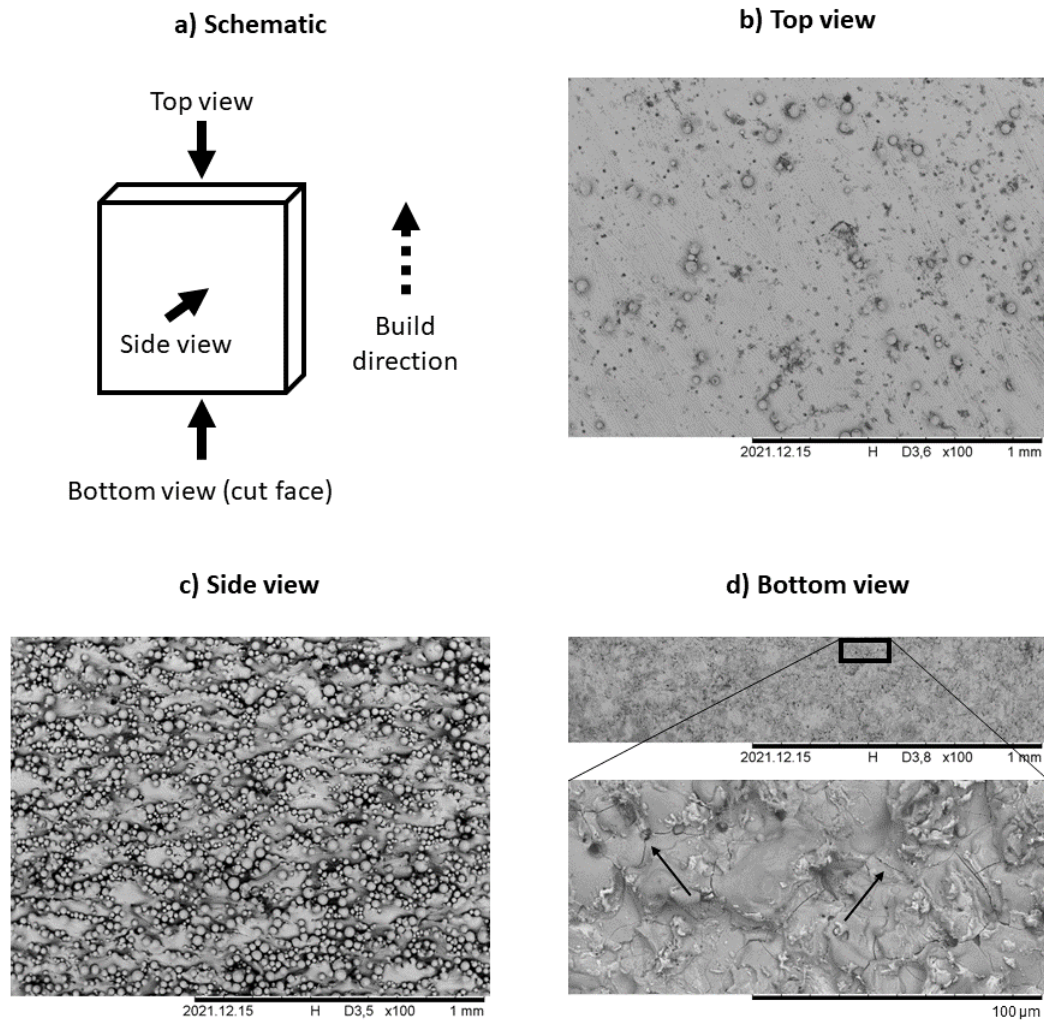 a) Schematic
Top view
Side view
Build
direction
Bottom view (cut face)
b) Top view
2021.12.15 H D3,6 x100 1 mm
c) Side view
2021.12.15 H D3,5 x100 1 mm
d) Bottom view
2021.12.15 H D3,8 x100 1 mm
100 µm